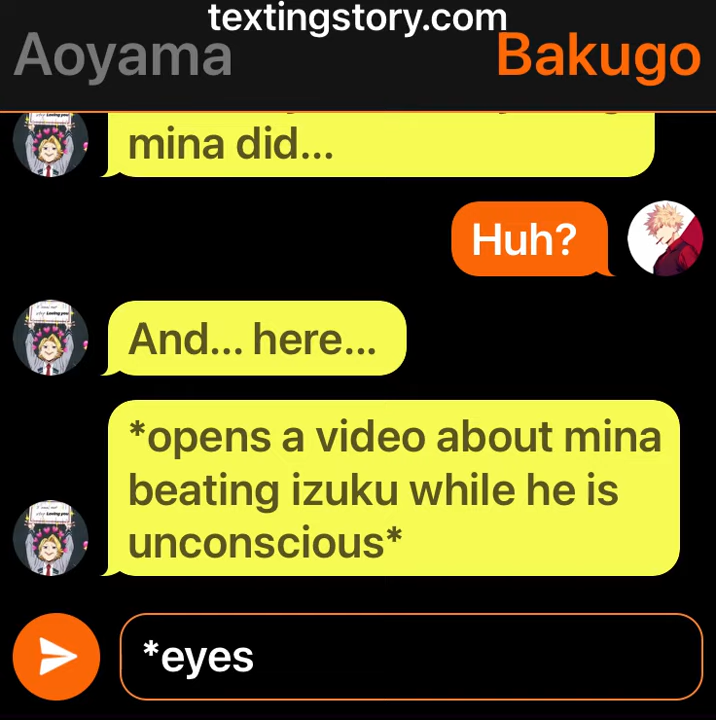 textingstory.com
Aoyama
Bakugo
mina did...
Huh?
And... here...
*opens a video about mina
beating izuku while he is
unconscious*
*eyes